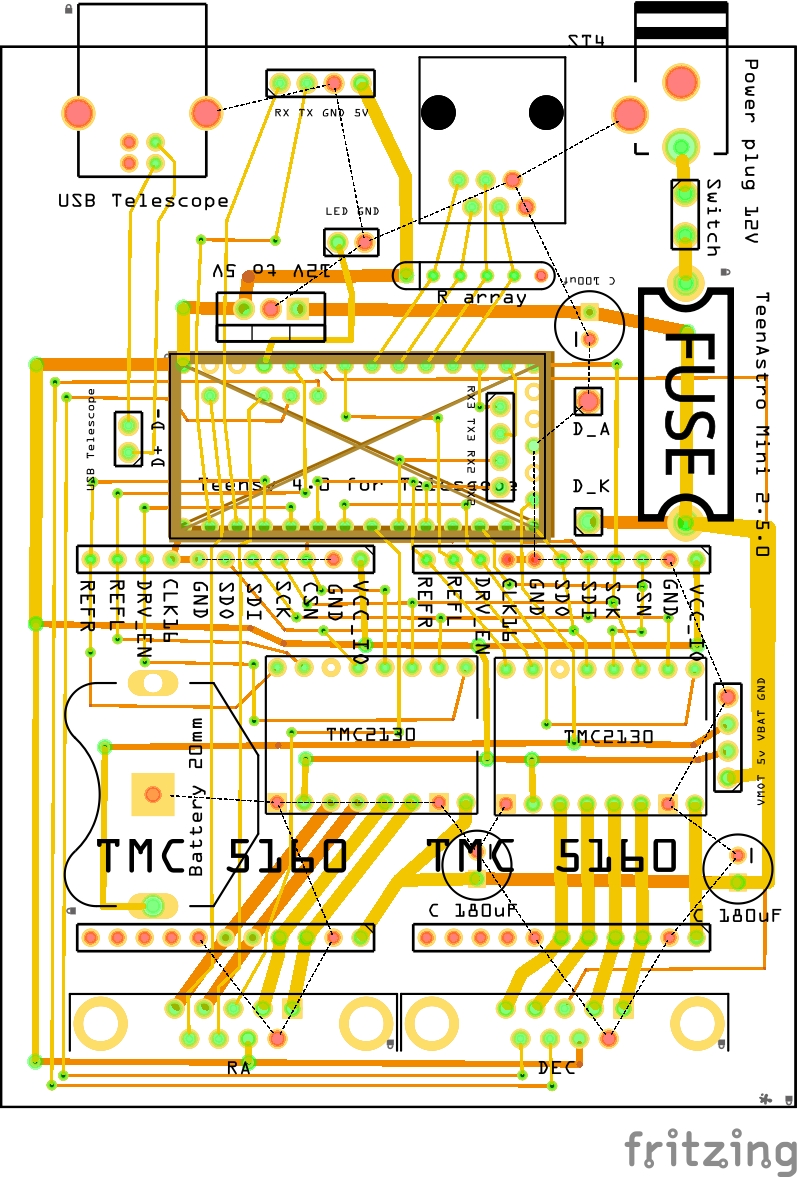 ST4
Power plug 12V
RX TX GND 5V
USB Telescope
LED GND
Switch
12V to 5V
R array
C 100uF
TeenAstro Mini 2.5.0
FUSE
USB Telescope
D+ D-
RX3 TX3 RX2 TX2
D_A
D_K
Teensy 4.0 for Telescope
REFR
REFL
DRV_EN
CLK16
GND
SDO
SDI
SCK
CSN
GND
VCC_IO
REFR
REFL
DRV_EN
CLK16
GND
SDO
SDI
SCK
CSN
GND
VCC_IO
TMC2130
TMC2130
Battery 20mm
VMOT 5v VBAT GND
TMC 5160
TMC 5160
C 180uF
C 180uF
RA
DEC
fritzing